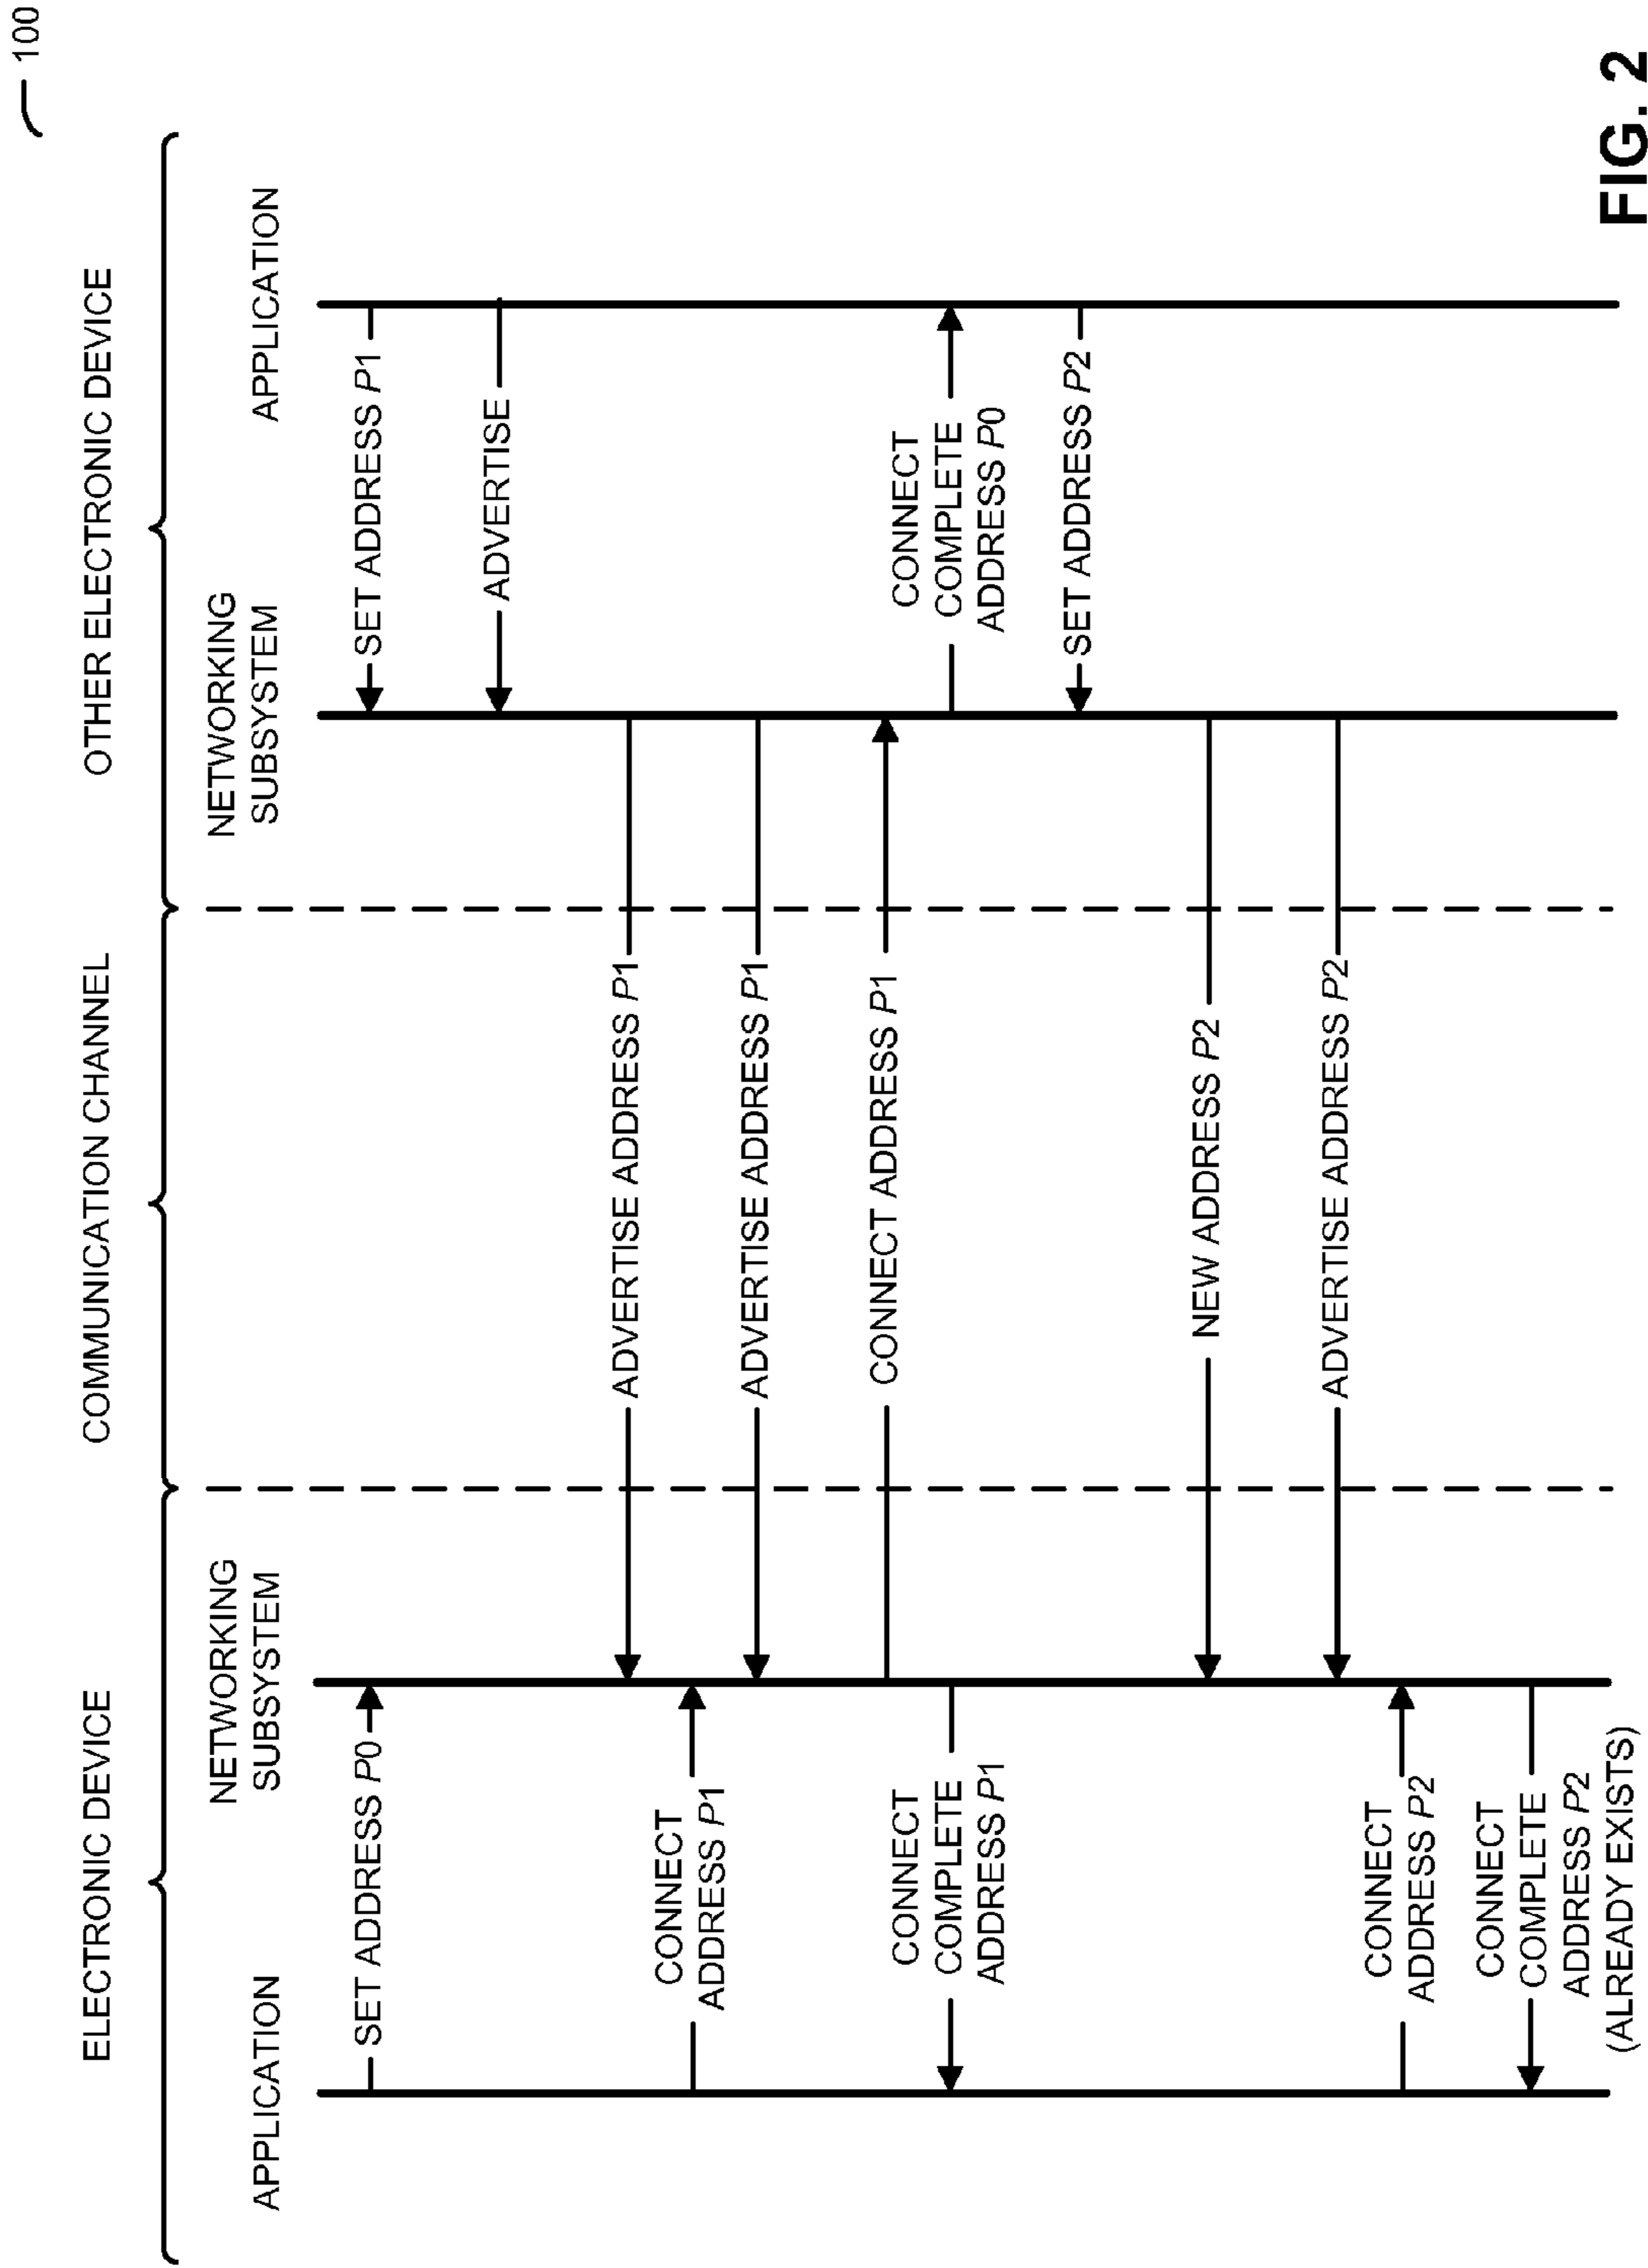 100
ELECTRONIC DEVICE
COMMUNICATION CHANNEL
OTHER ELECTRONIC DEVICE
APPLICATION
NETWORKING
SUBSYSTEM
NETWORKING
SUBSYSTEM
APPLICATION
SET ADDRESS P0
SET ADDRESS P1
ADVERTISE
ADVERTISE ADDRESS P1
CONNECT
ADDRESS P1
ADVERTISE ADDRESS P1
CONNECT ADDRESS P1
CONNECT
COMPLETE
ADDRESS P1
CONNECT
COMPLETE
ADDRESS P0
SET ADDRESS P2
NEW ADDRESS P2
ADVERTISE ADDRESS P2
CONNECT
ADDRESS P2
CONNECT
COMPLETE
ADDRESS P2
(ALREADY EXISTS)
FIG. 2